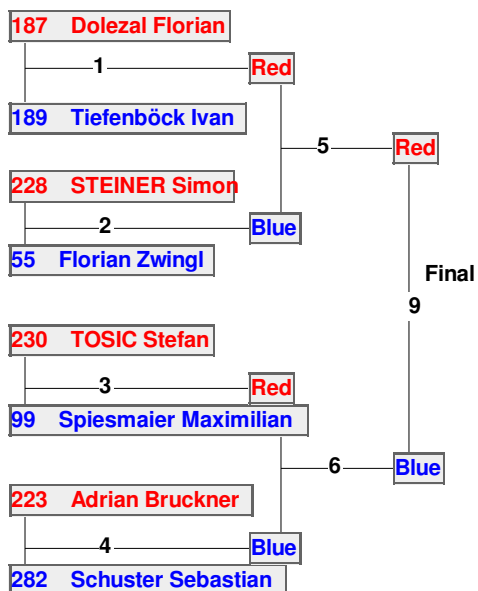 187 Dolezal Florian
1 Red
189 Tiefenböck Ivan
5 Red
228 STEINER Simon
2 Blue
55 Florian Zwingl
Final
9
230 TOSIC Stefan
3 Red
99 Spiesmaier Maximilian
6 Blue
223 Adrian Bruckner
4 Blue
282 Schuster Sebastian